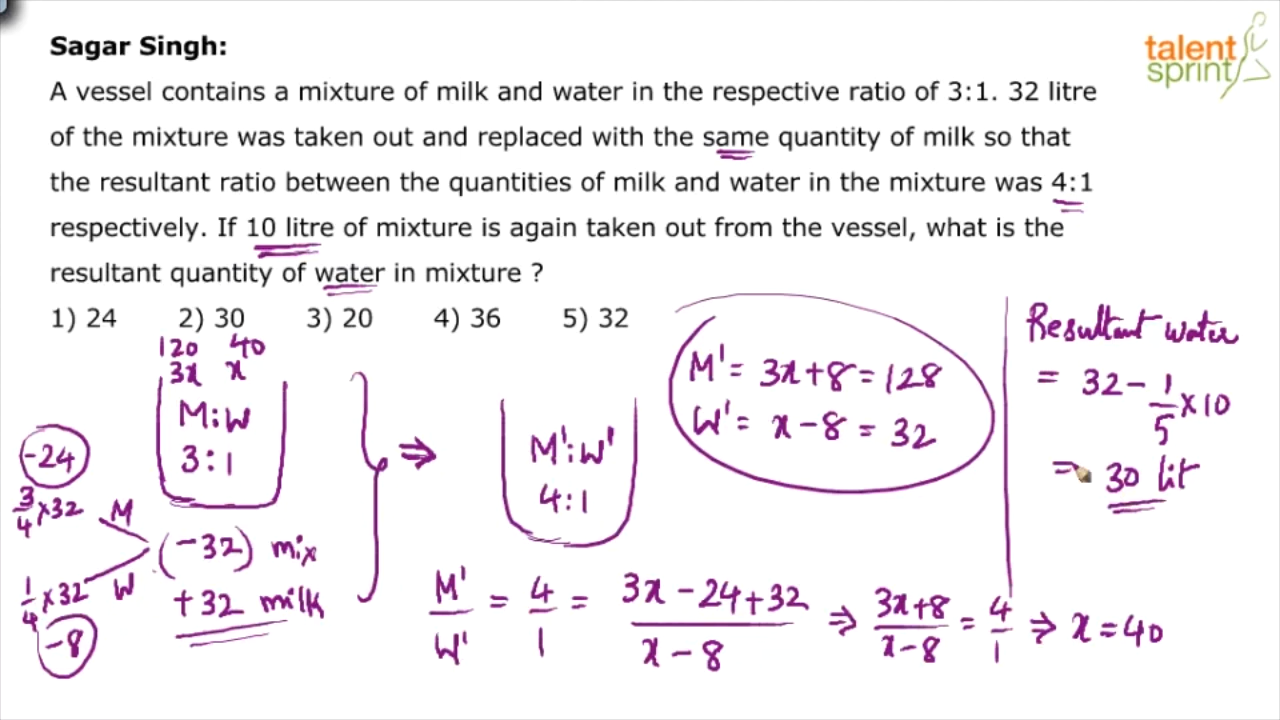 talent
sprint
Sagar Singh:
A vessel contains a mixture of milk and water in the respective ratio of 3:1. 32 litre
of the mixture was taken out and replaced with the same quantity of milk so that
the resultant ratio between the quantities of milk and water in the mixture was 4:1
respectively. If 10 litre of mixture is again taken out from the vessel, what is the
resultant quantity of water in mixture ?
1) 24 2) 30 3) 20 4) 36 5) 32
120 40
3x x
M:W
3:1
-24
3/4 x32 M
(-32) mix
1/4 x32 W
+32 milk
-8
⇒
M':W'
4:1
M' = 3x+8 = 128
W' = x-8 = 32
Resultant water
= 32 - 1/5 x10
⇒ 30 lit
M'/W' = 4/1 = 3x-24+32/x-8 ⇒ 3x+8/x-8 = 4/1 ⇒ x=40